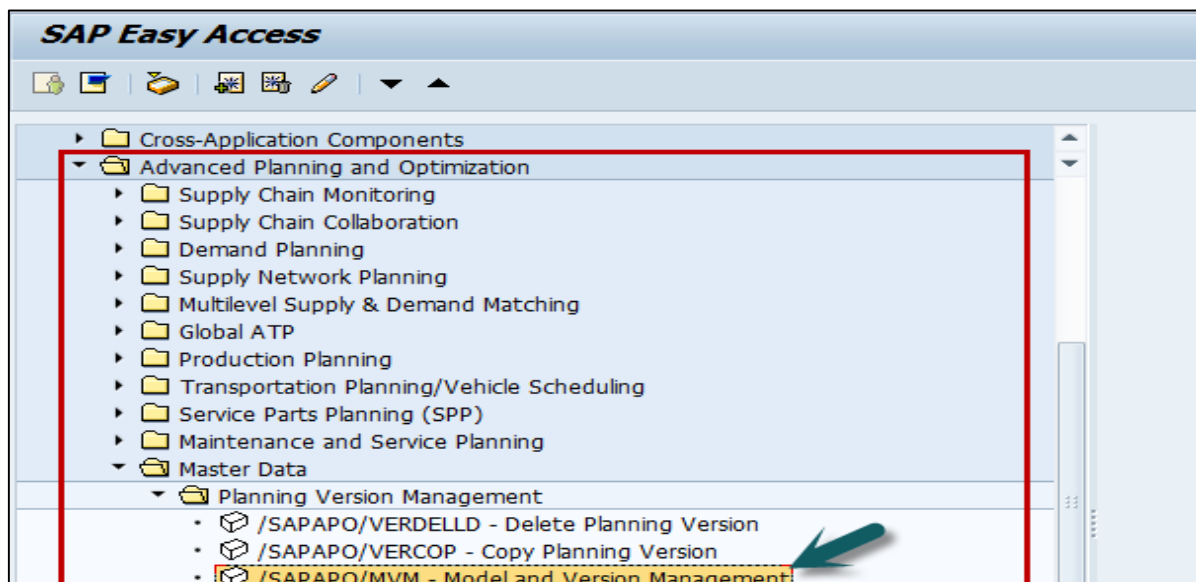 SAP Easy Access
Cross-Application Components
Advanced Planning and Optimization
Supply Chain Monitoring
Supply Chain Collaboration
Demand Planning
Supply Network Planning
Multilevel Supply & Demand Matching
Global ATP
Production Planning
Transportation Planning/Vehicle Scheduling
Service Parts Planning (SPP)
Maintenance and Service Planning
Master Data
Planning Version Management
/SAPAPO/VERDELLD - Delete Planning Version
/SAPAPO/VERCOP - Copy Planning Version
/SAPAPO/MVM - Model and Version Management